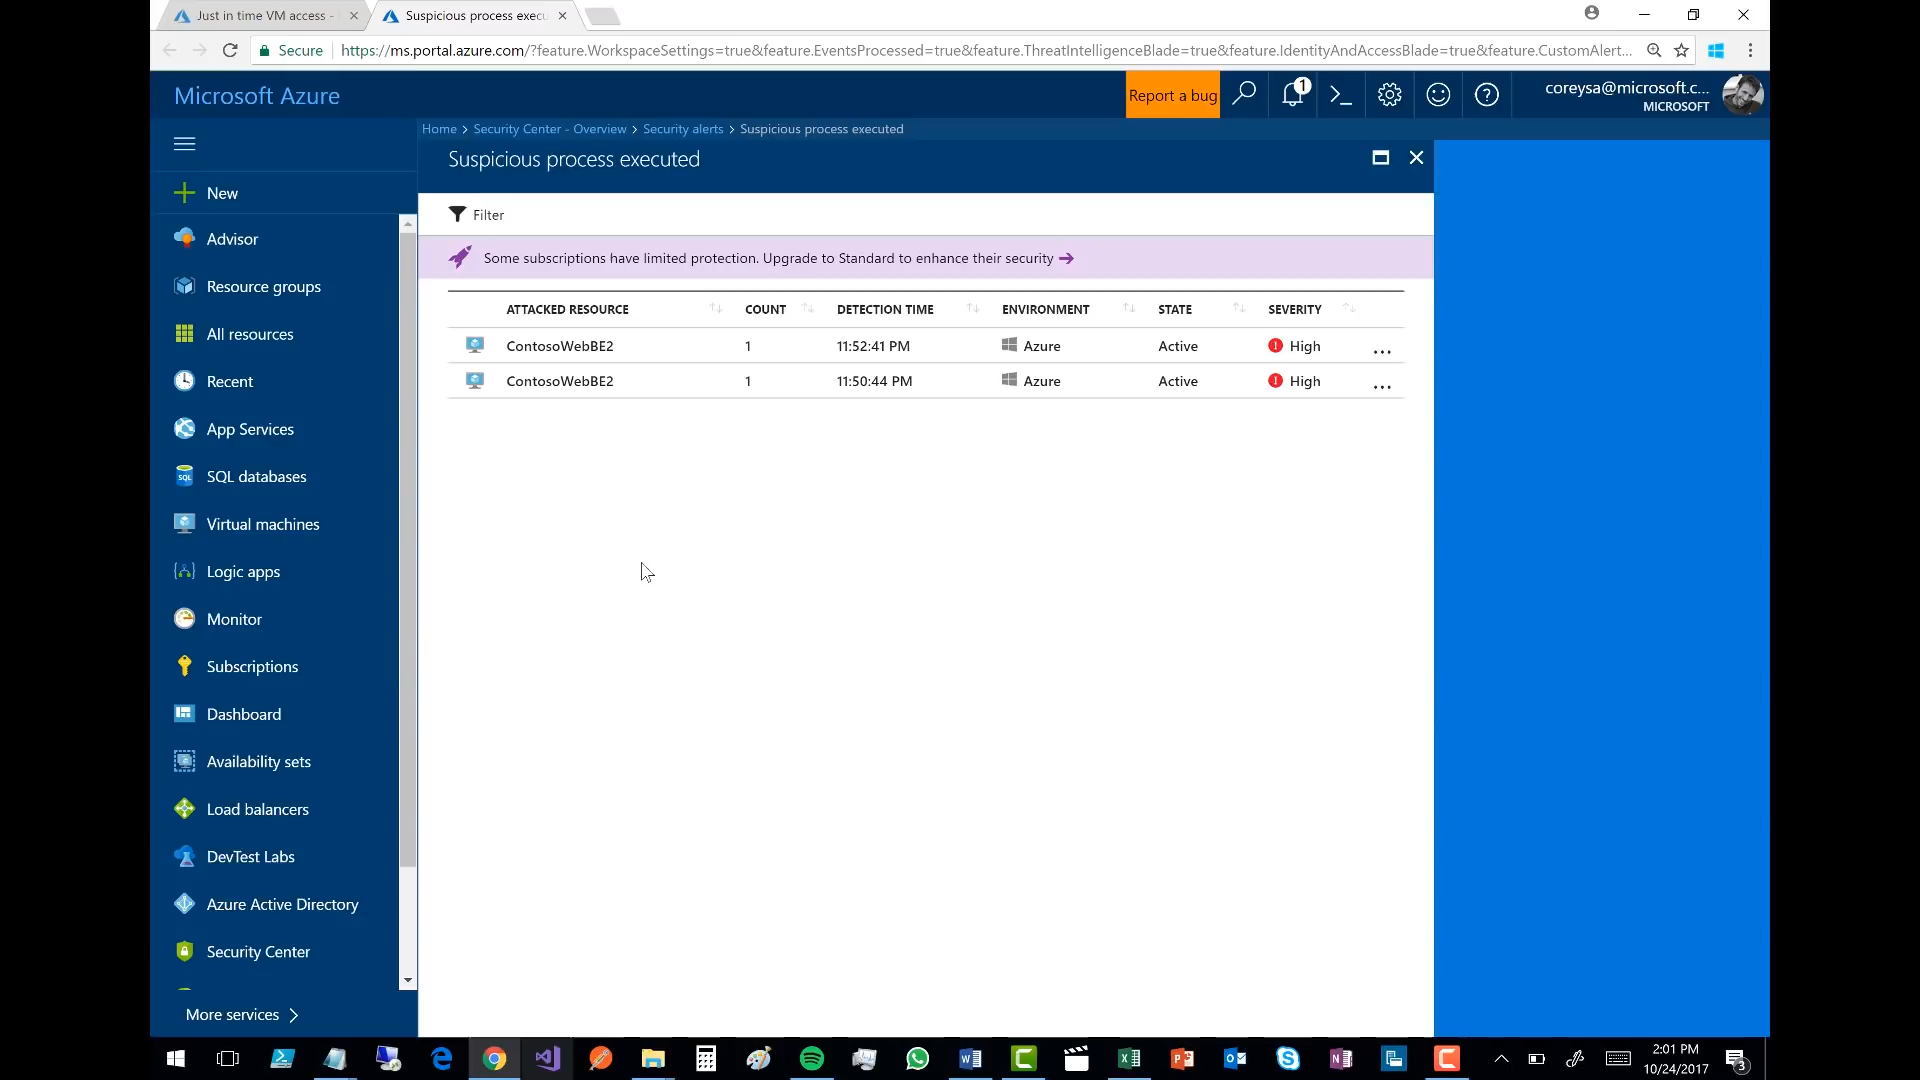 Just in time VM access -
Suspicious process execu
Secure
https://ms.portal.azure.com/?feature.WorkspaceSettings=true&feature.EventsProcessed=true&feature.ThreatIntelligenceBlade=true&feature.IdentityAndAccessBlade=true&feature.CustomAlert...
Microsoft Azure
Report a bug
1
coreysa@microsoft.c...
MICROSOFT
Home > Security Center - Overview > Security alerts > Suspicious process executed
Suspicious process executed
New
Filter
Some subscriptions have limited protection. Upgrade to Standard to enhance their security →
ATTACKED RESOURCE COUNT DETECTION TIME ENVIRONMENT STATE SEVERITY
ContosoWebBE2 1 11:52:41 PM Azure Active High ...
ContosoWebBE2 1 11:50:44 PM Azure Active High ...
Advisor
Resource groups
All resources
Recent
App Services
SQL databases
Virtual machines
Logic apps
Monitor
Subscriptions
Dashboard
Availability sets
Load balancers
DevTest Labs
Azure Active Directory
Security Center
More services >
2:01 PM
10/24/2017
3